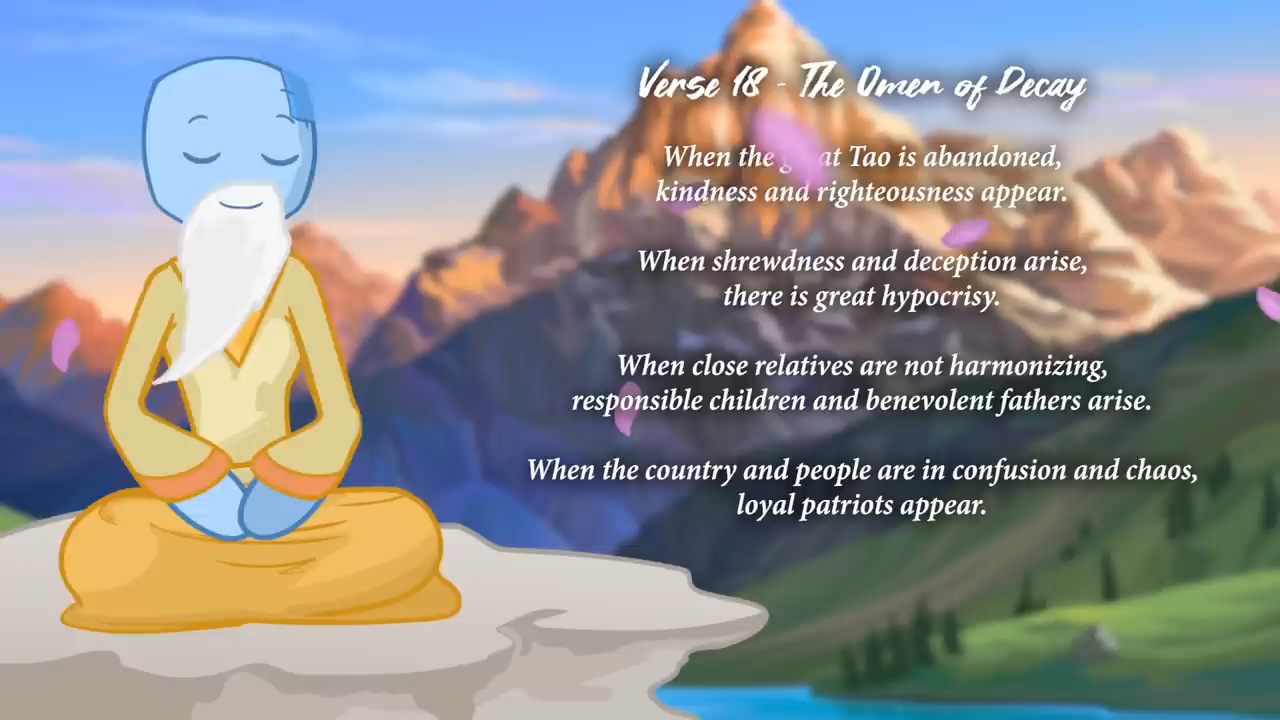 Verse 18 - The Omen of Decay
When the great Tao is abandoned,
kindness and righteousness appear.
When shrewdness and deception arise,
there is great hypocrisy.
When close relatives are not harmonizing,
responsible children and benevolent fathers arise.
When the country and people are in confusion and chaos,
loyal patriots appear.